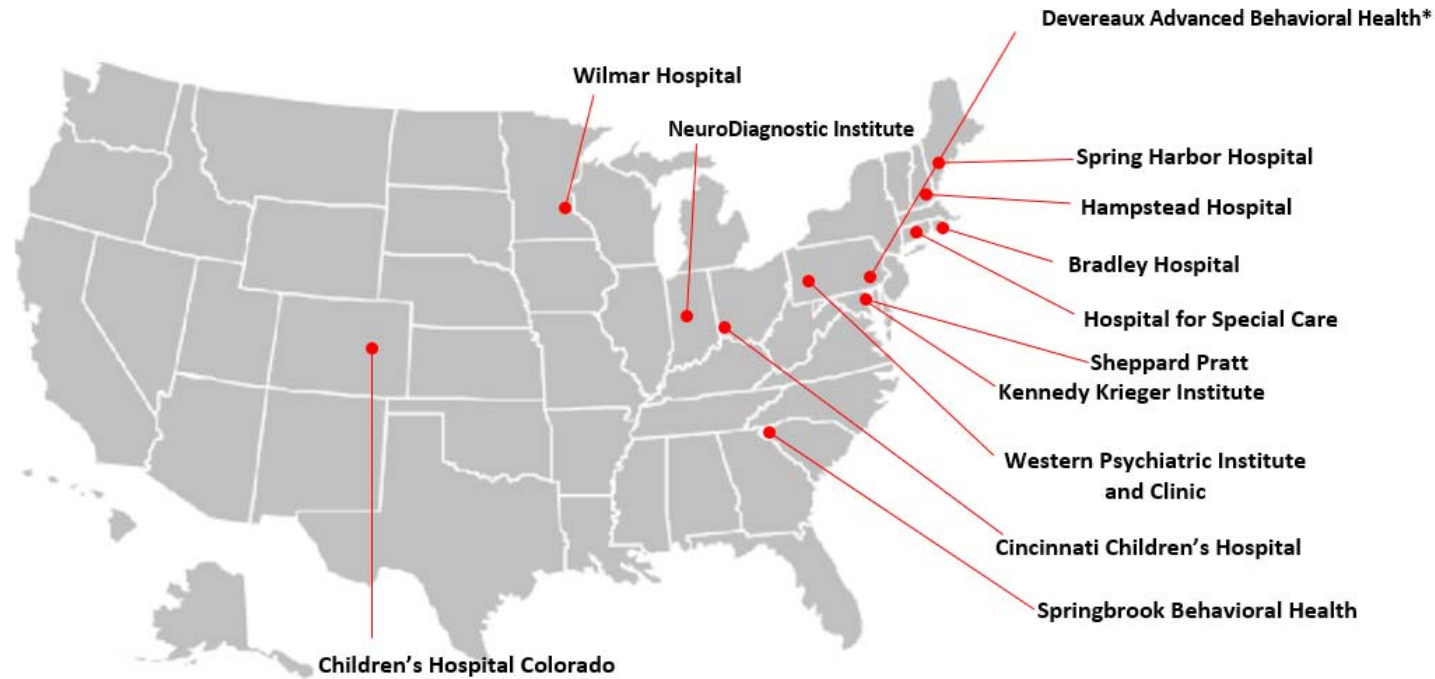 Devereaux Advanced Behavioral Health*
Wilmar Hospital
NeuroDiagnostic Institute
Spring Harbor Hospital
Hampstead Hospital
Bradley Hospital
Hospital for Special Care
Sheppard Pratt
Kennedy Krieger Institute
Western Psychiatric Institute
and Clinic
Cincinnati Children's Hospital
Springbrook Behavioral Health
Children's Hospital Colorado